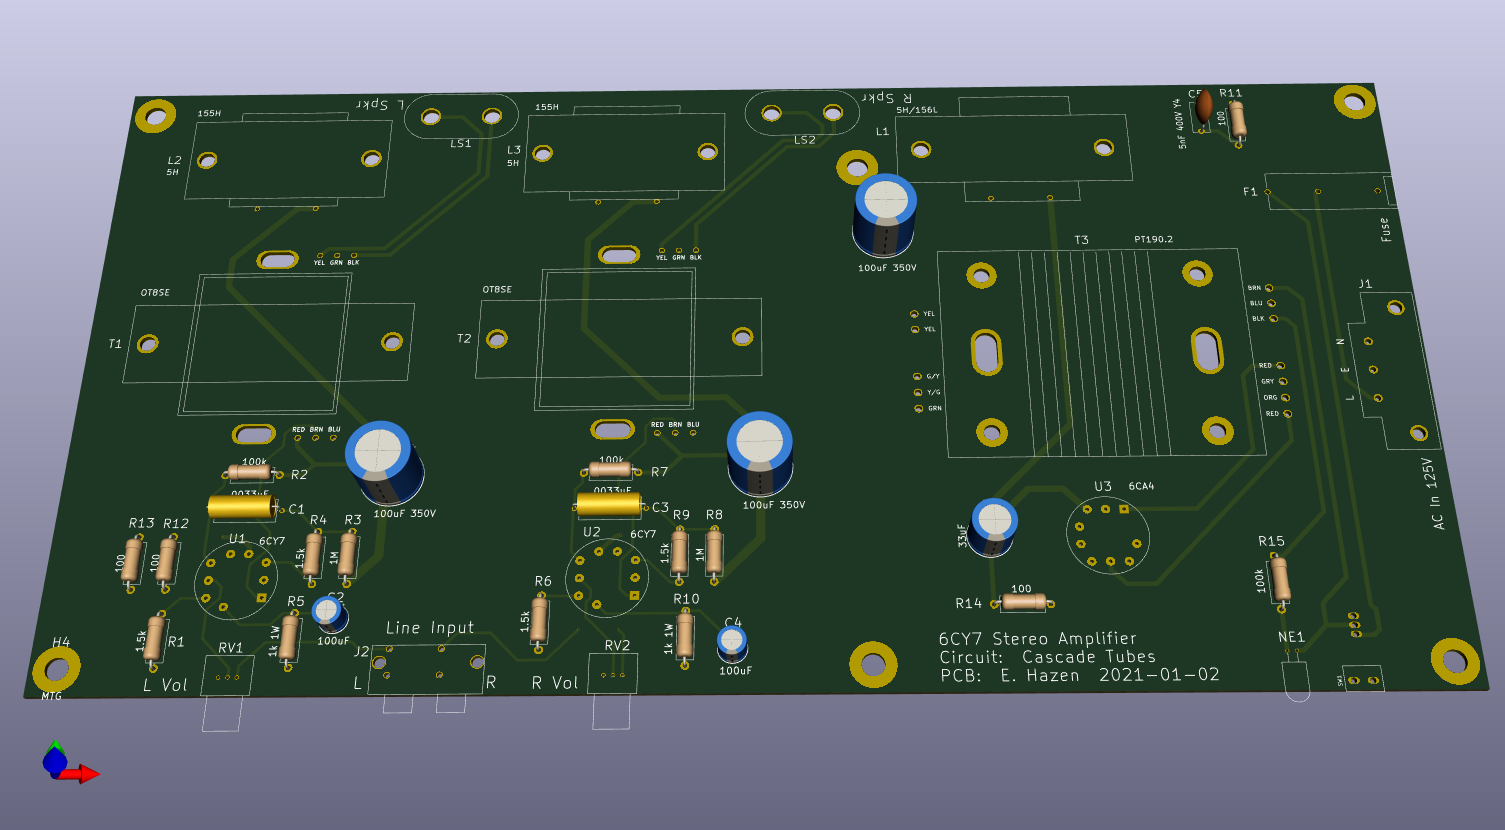 155H
L Spkr
155H
R Spkr
5H/156L
C5
R11
5nF 400V Y4
100
L2
5H
LS1
L3
5H
LS2
L1
F1
Fuse
YEL GRN BLK
YEL GRN BLK
100uF 350V
T3
PT190.2
OT8SE
OT8SE
T1
T2
YEL
YEL
G/Y
Y/G
GRN
BRN
BLU
BLK
RED
GRY
ORG
RED
J1
N
E
L
AC In 125V
RED BRN BLU
RED BRN BLU
100k
R2
100k
R7
.0033uF
C1
100uF 350V
.0033uF
C3
100uF 350V
R13
R12
100
100
U1
6CY7
R4
R3
1.5k
1M
U2
6CY7
R9
R8
1.5k
1M
33uF
U3
6CA4
R15
100k
R14
100
R1
1.5k
R5
1k 1W
C2
100uF
R6
1.5k
R10
1k 1W
C4
100uF
H4
MTG
L Vol
RV1
J2
Line Input
L
R
R Vol
RV2
6CY7 Stereo Amplifier
Circuit: Cascade Tubes
PCB: E. Hazen 2021-01-02
NE1